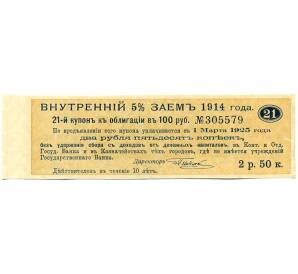 ВНУТРЕННІЙ 5% ЗАЕМЪ 1914 года.
21
21-й купонъ къ облигаціи въ 100 руб. №305579
По предъявленіи сего купона уплачивается съ 1 Марта 1925 года
два рубля пятьдесятъ копѣекъ,
безъ удержанія сбора съ доходовъ отъ денежныхъ капиталовъ, въ Конт. и Отд.
Госуд. Банка и въ Казначействахъ тѣхъ городовъ, гдѣ не имѣется учрежденій
Государственнаго Банка.
Директоръ
2 р. 50 к.
Дѣйствителенъ въ теченіе 10 лѣтъ.